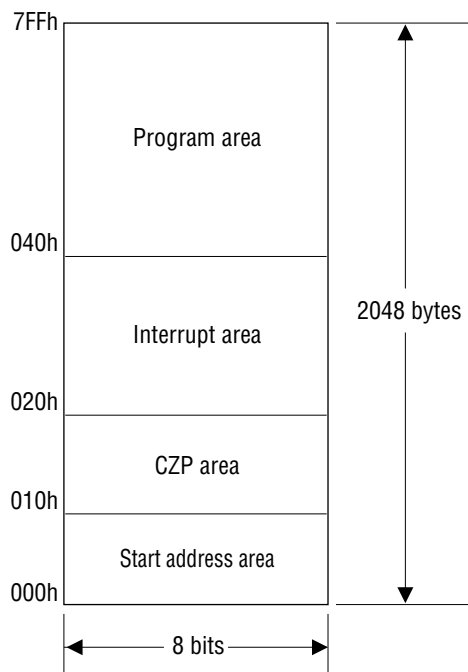 7FFh
Program area
040h
2048 bytes
Interrupt area
020h
CZP area
010h
Start address area
000h
8 bits